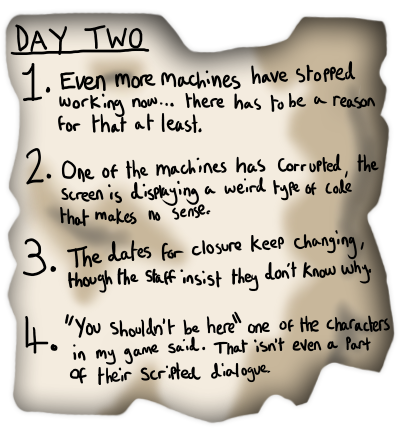 DAY TWO
1. Even more machines have stopped
working now... there has to be a reason
for that at least.
2. One of the machines has corrupted, the
screen is displaying a weird type of code
that makes no sense.
3. The dates for closure keep changing,
though the staff insist they don't know why.
4. "You shouldn't be here" one of the characters
in my game said. That isn't even a part
of their scripted dialogue.